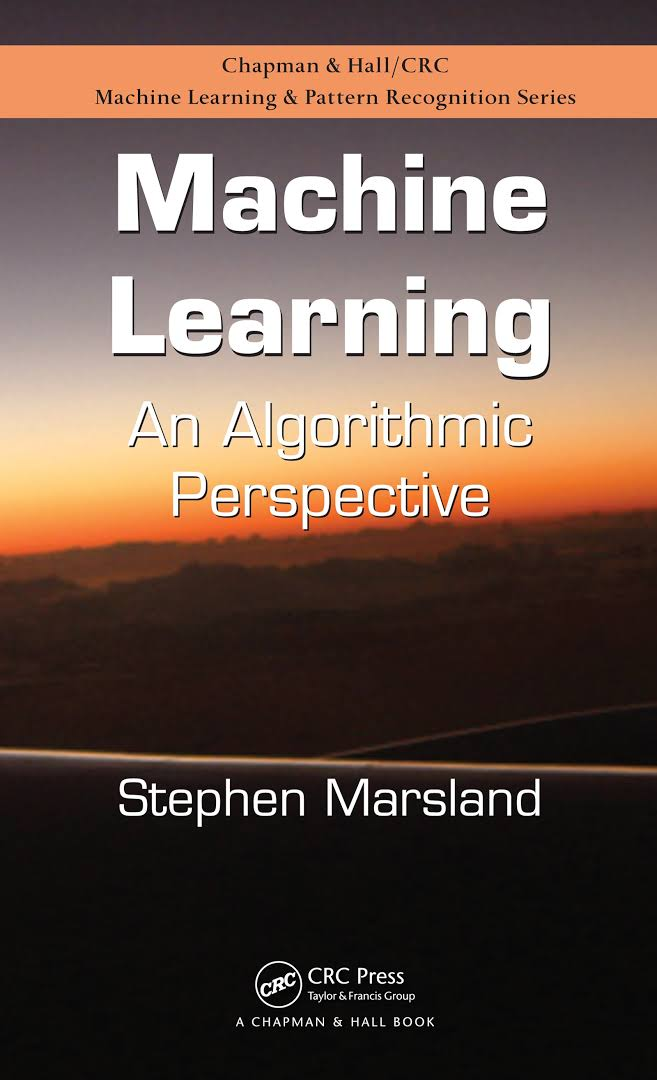 Chapman & Hall/CRC
Machine Learning & Pattern Recognition Series
Machine
Learning
An Algorithmic
Perspective
Stephen Marsland
CRC
CRC Press
Taylor & Francis Group
A CHAPMAN & HALL BOOK